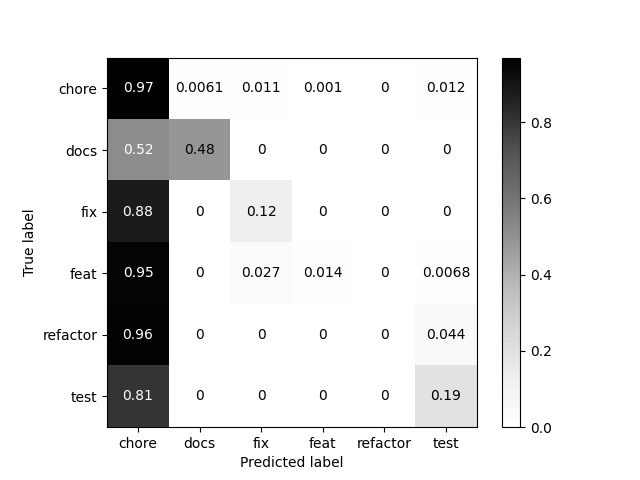 chore 0.97 0.0061 0.011 0.001 0 0.012
docs 0.52 0.48 0 0 0 0
fix 0.88 0 0.12 0 0 0
feat 0.95 0 0.027 0.014 0 0.0068
refactor 0.96 0 0 0 0 0.044
test 0.81 0 0 0 0 0.19
chore docs fix feat refactor test
Predicted label
True label
0.8
0.6
0.4
0.2
0.0